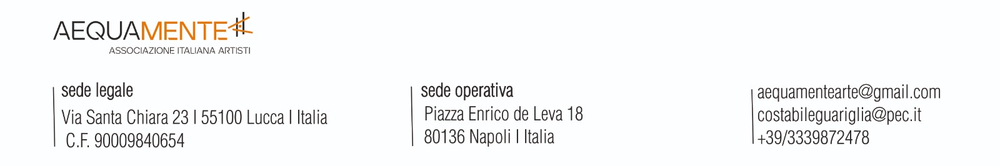 AEQUAMENTE
ASSOCIAZIONE ITALIANA ARTISTI
sede legale
Via Santa Chiara 23 I 55100 Lucca I Italia
C.F. 90009840654
sede operativa
Piazza Enrico de Leva 18
80136 Napoli I Italia
aequamentearte@gmail.com
costabileguariglia@pec.it
+39/3339872478